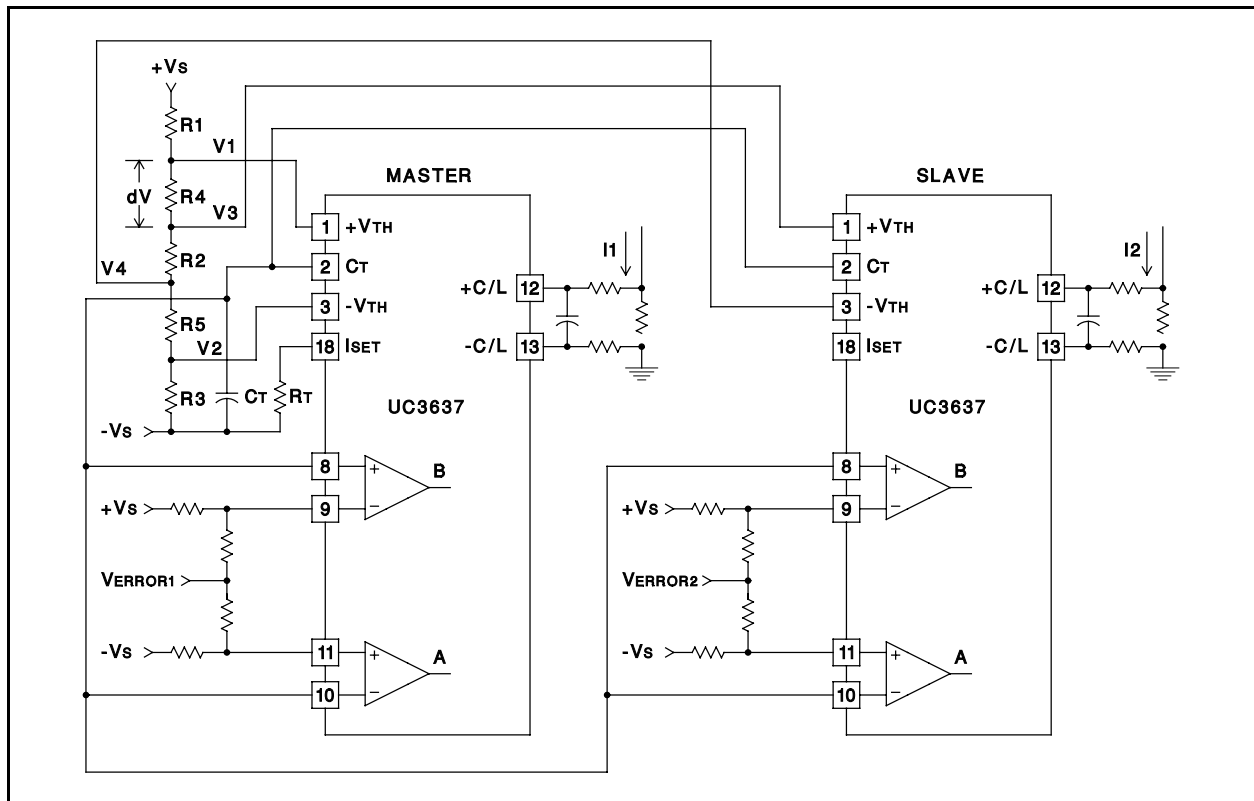 +VS
R1
V1
dV
R4
V3
R2
V4
R5
V2
R3
CT
RT
-VS
MASTER
1 +VTH
2 CT
3 -VTH
18 ISET
+C/L 12
-C/L 13
I1
UC3637
8 + B
+VS 9 −
VERROR1
-VS 11 + A
10 −
SLAVE
1 +VTH
2 CT
3 -VTH
18 ISET
+C/L 12
-C/L 13
I2
UC3637
8 + B
+VS 9 −
VERROR2
-VS 11 + A
10 −